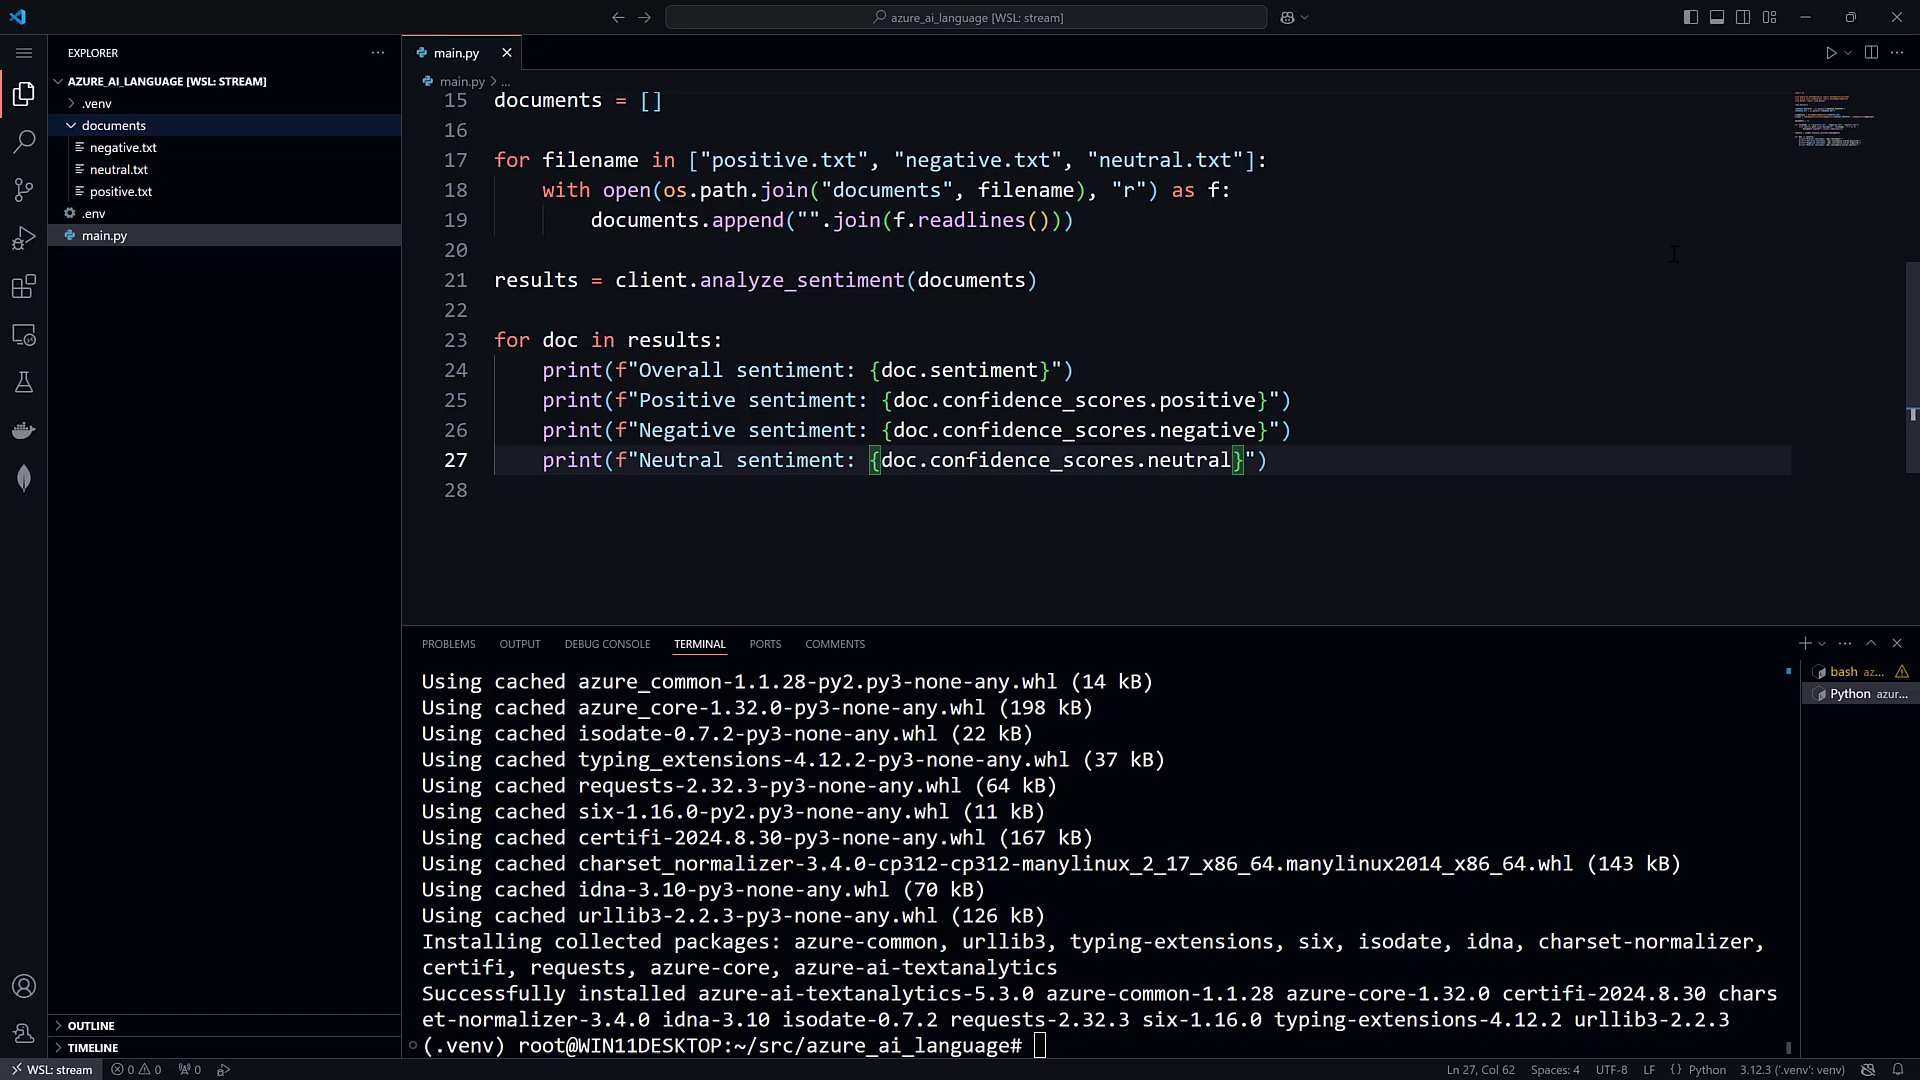 azure_ai_language [WSL: stream]
EXPLORER
AZURE_AI_LANGUAGE [WSL: STREAM]
.venv
documents
negative.txt
neutral.txt
positive.txt
.env
main.py
OUTLINE
TIMELINE
main.py
main.py > ...
15 documents = []
16
17 for filename in ["positive.txt", "negative.txt", "neutral.txt"]:
18 with open(os.path.join("documents", filename), "r") as f:
19 documents.append("".join(f.readlines()))
20
21 results = client.analyze_sentiment(documents)
22
23 for doc in results:
24 print(f"Overall sentiment: {doc.sentiment}")
25 print(f"Positive sentiment: {doc.confidence_scores.positive}")
26 print(f"Negative sentiment: {doc.confidence_scores.negative}")
27 print(f"Neutral sentiment: {doc.confidence_scores.neutral}")
28
PROBLEMS OUTPUT DEBUG CONSOLE TERMINAL PORTS COMMENTS
Using cached azure_common-1.1.28-py2.py3-none-any.whl (14 kB)
Using cached azure_core-1.32.0-py3-none-any.whl (198 kB)
Using cached isodate-0.7.2-py3-none-any.whl (22 kB)
Using cached typing_extensions-4.12.2-py3-none-any.whl (37 kB)
Using cached requests-2.32.3-py3-none-any.whl (64 kB)
Using cached six-1.16.0-py2.py3-none-any.whl (11 kB)
Using cached certifi-2024.8.30-py3-none-any.whl (167 kB)
Using cached charset_normalizer-3.4.0-cp312-cp312-manylinux_2_17_x86_64.manylinux2014_x86_64.whl (143 kB)
Using cached idna-3.10-py3-none-any.whl (70 kB)
Using cached urllib3-2.2.3-py3-none-any.whl (126 kB)
Installing collected packages: azure-common, urllib3, typing-extensions, six, isodate, idna, charset-normalizer,
certifi, requests, azure-core, azure-ai-textanalytics
Successfully installed azure-ai-textanalytics-5.3.0 azure-common-1.1.28 azure-core-1.32.0 certifi-2024.8.30 chars
et-normalizer-3.4.0 idna-3.10 isodate-0.7.2 requests-2.32.3 six-1.16.0 typing-extensions-4.12.2 urllib3-2.2.3
(.venv) root@WIN11DESKTOP:~/src/azure_ai_language#
bash az...
Python azur...
WSL: stream 0 0 0
Ln 27, Col 62 Spaces: 4 UTF-8 LF {} Python 3.12.3 ('.venv': venv)